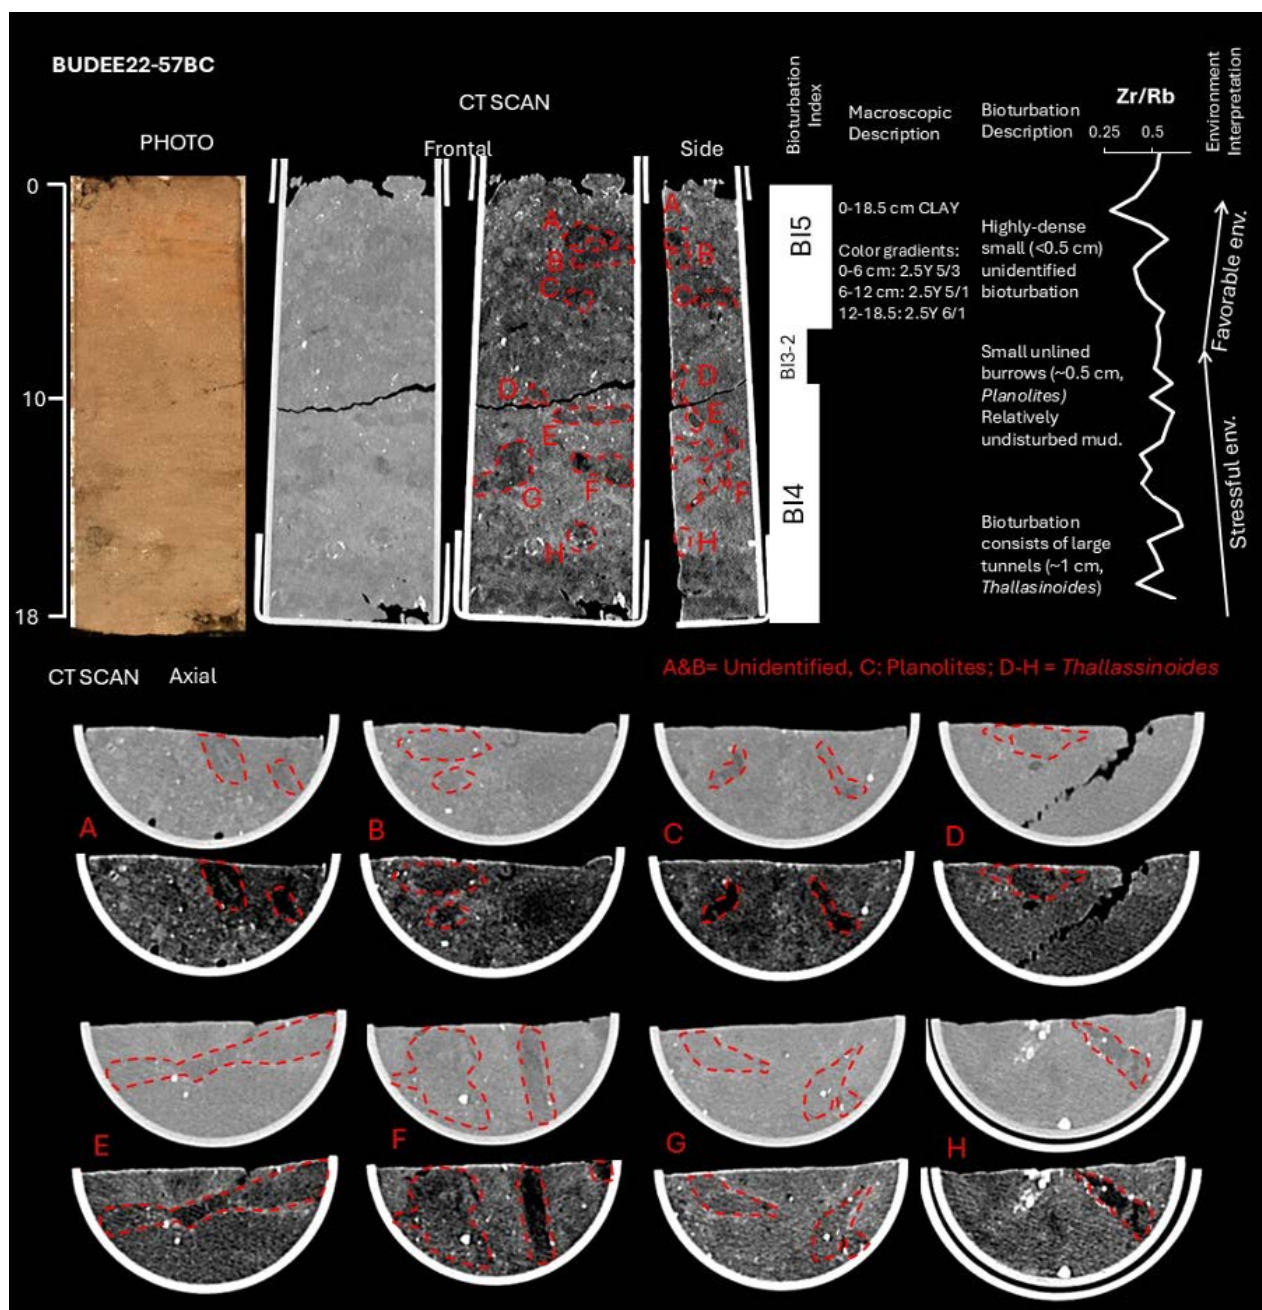 BUDEE22-57BC
CT SCAN
PHOTO
Frontal
Side
Bioturbation
Index
Macroscopic
Description
Bioturbation
Description
Zr/Rb
0.25 0.5
Environment
Interpretation
0
10
18
A
B
C
D
E
F
G
H
A
B
C
D
E
F
H
BI5
BI3-2
BI4
0-18.5 cm CLAY
Color gradients:
0-6 cm: 2.5Y 5/3
6-12 cm: 2.5Y 5/1
12-18.5: 2.5Y 6/1
Highly-dense
small (<0.5 cm)
unidentified
bioturbation
Small unlined
burrows (~0.5 cm,
Planolites)
Relatively
undisturbed mud.
Bioturbation
consists of large
tunnels (~1 cm,
Thallasinoides)
Favorable env.
Stressful env.
CT SCAN Axial
A&B= Unidentified, C: Planolites; D-H = Thallassinoides
A
B
C
D
E
F
G
H